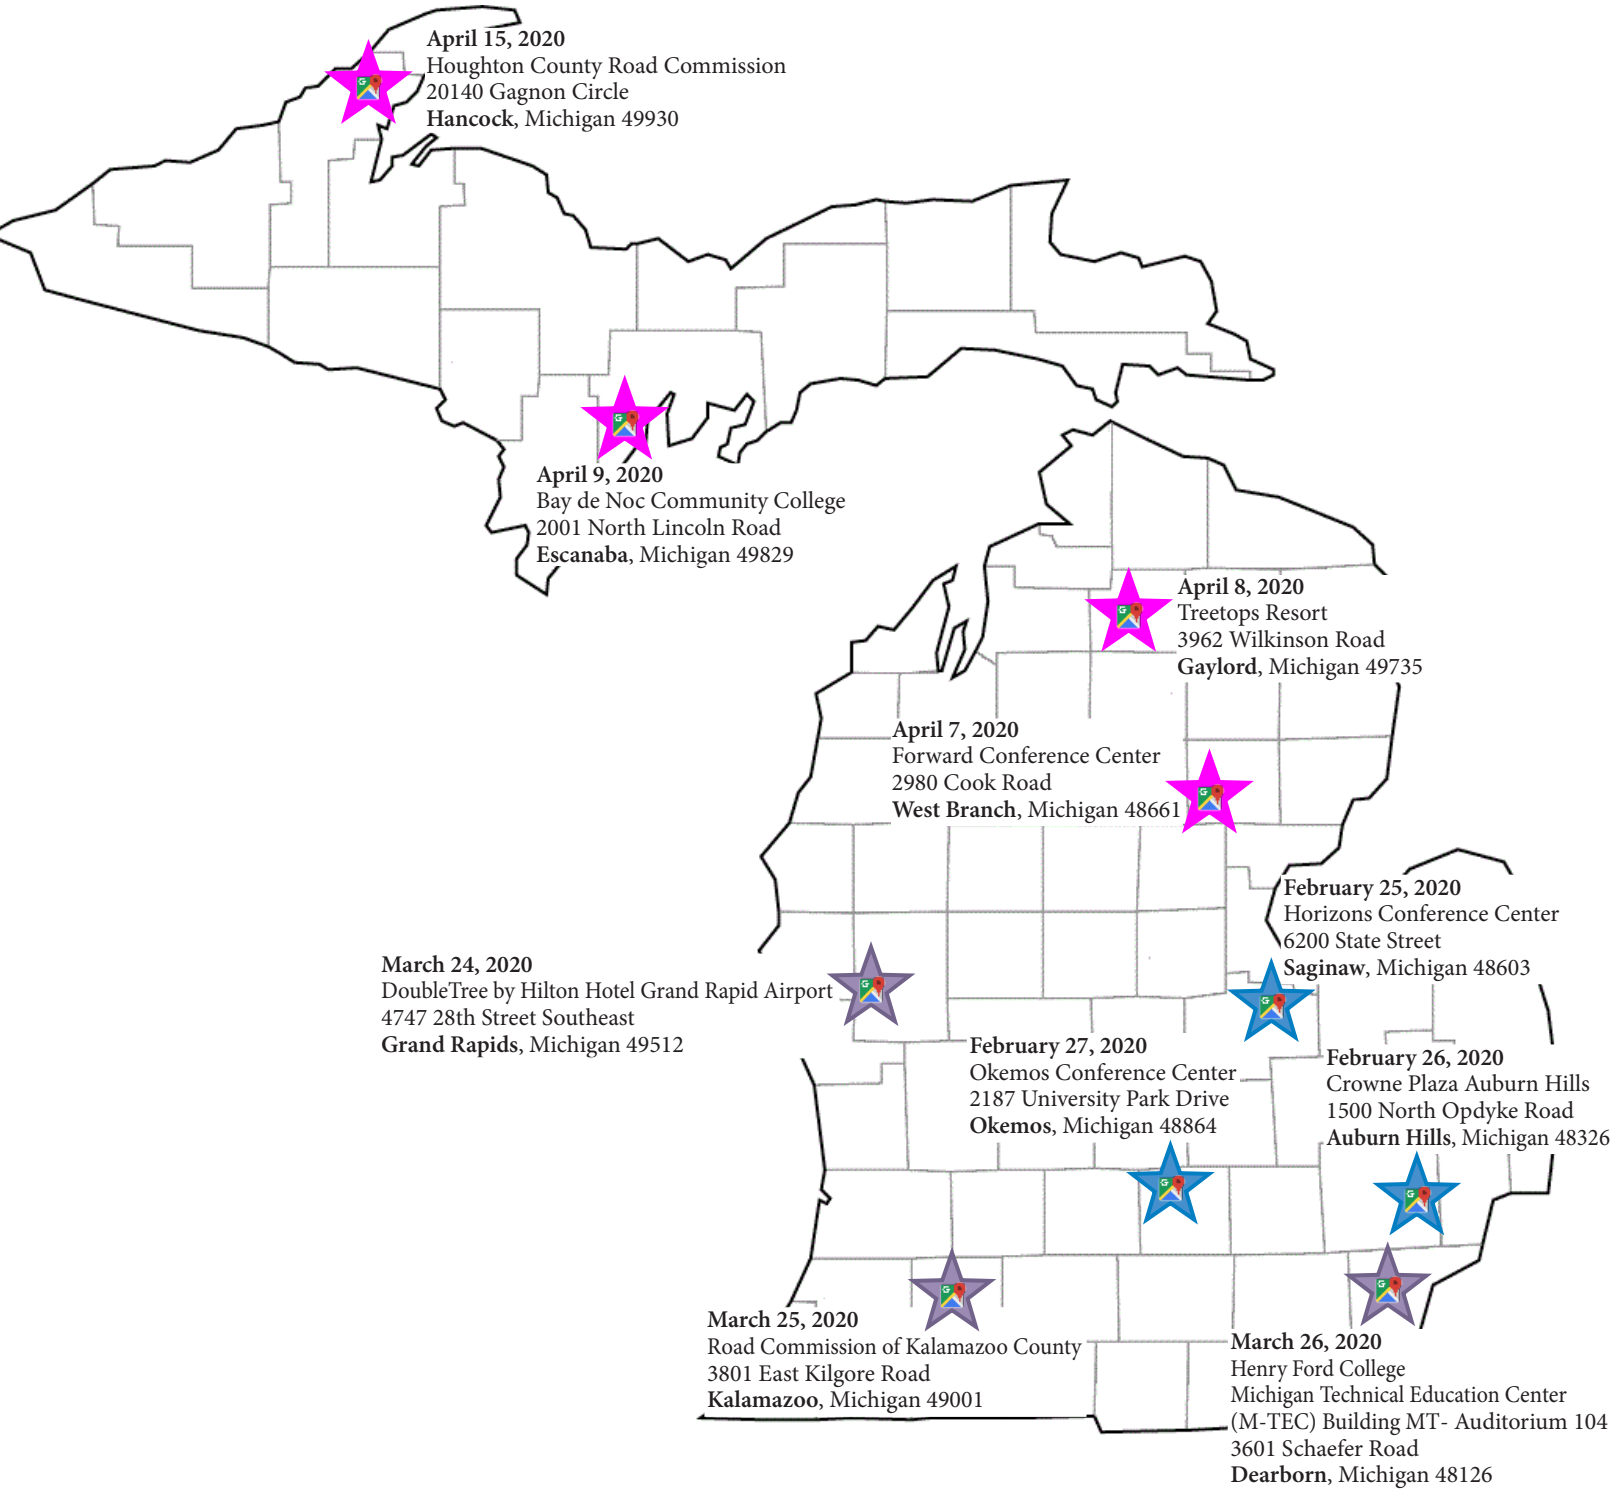 April 15, 2020
Houghton County Road Commission
20140 Gagnon Circle
Hancock, Michigan 49930
April 9, 2020
Bay de Noc Community College
2001 North Lincoln Road
Escanaba, Michigan 49829
April 8, 2020
Treetops Resort
3962 Wilkinson Road
Gaylord, Michigan 49735
April 7, 2020
Forward Conference Center
2980 Cook Road
West Branch, Michigan 48661
February 25, 2020
Horizons Conference Center
6200 State Street
Saginaw, Michigan 48603
March 24, 2020
DoubleTree by Hilton Hotel Grand Rapid Airport
4747 28th Street Southeast
Grand Rapids, Michigan 49512
February 27, 2020
Okemos Conference Center
2187 University Park Drive
Okemos, Michigan 48864
February 26, 2020
Crowne Plaza Auburn Hills
1500 North Opdyke Road
Auburn Hills, Michigan 48326
March 25, 2020
Road Commission of Kalamazoo County
3801 East Kilgore Road
Kalamazoo, Michigan 49001
March 26, 2020
Henry Ford College
Michigan Technical Education Center
(M-TEC) Building MT- Auditorium 104
3601 Schaefer Road
Dearborn, Michigan 48126